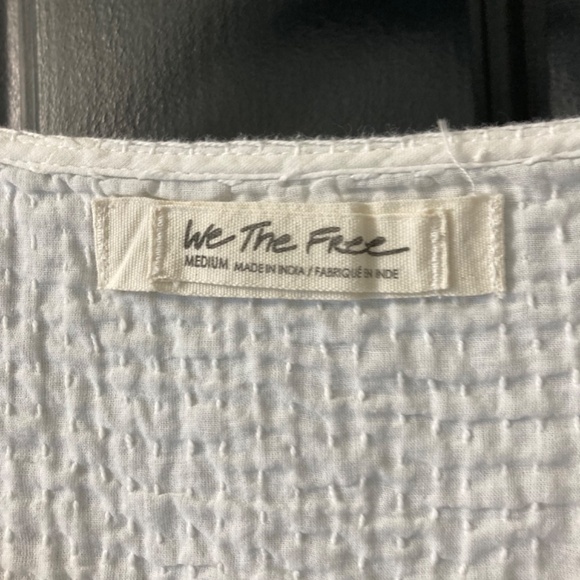 We The Free
MEDIUM MADE IN INDIA / FABRIQUÉ EN INDE